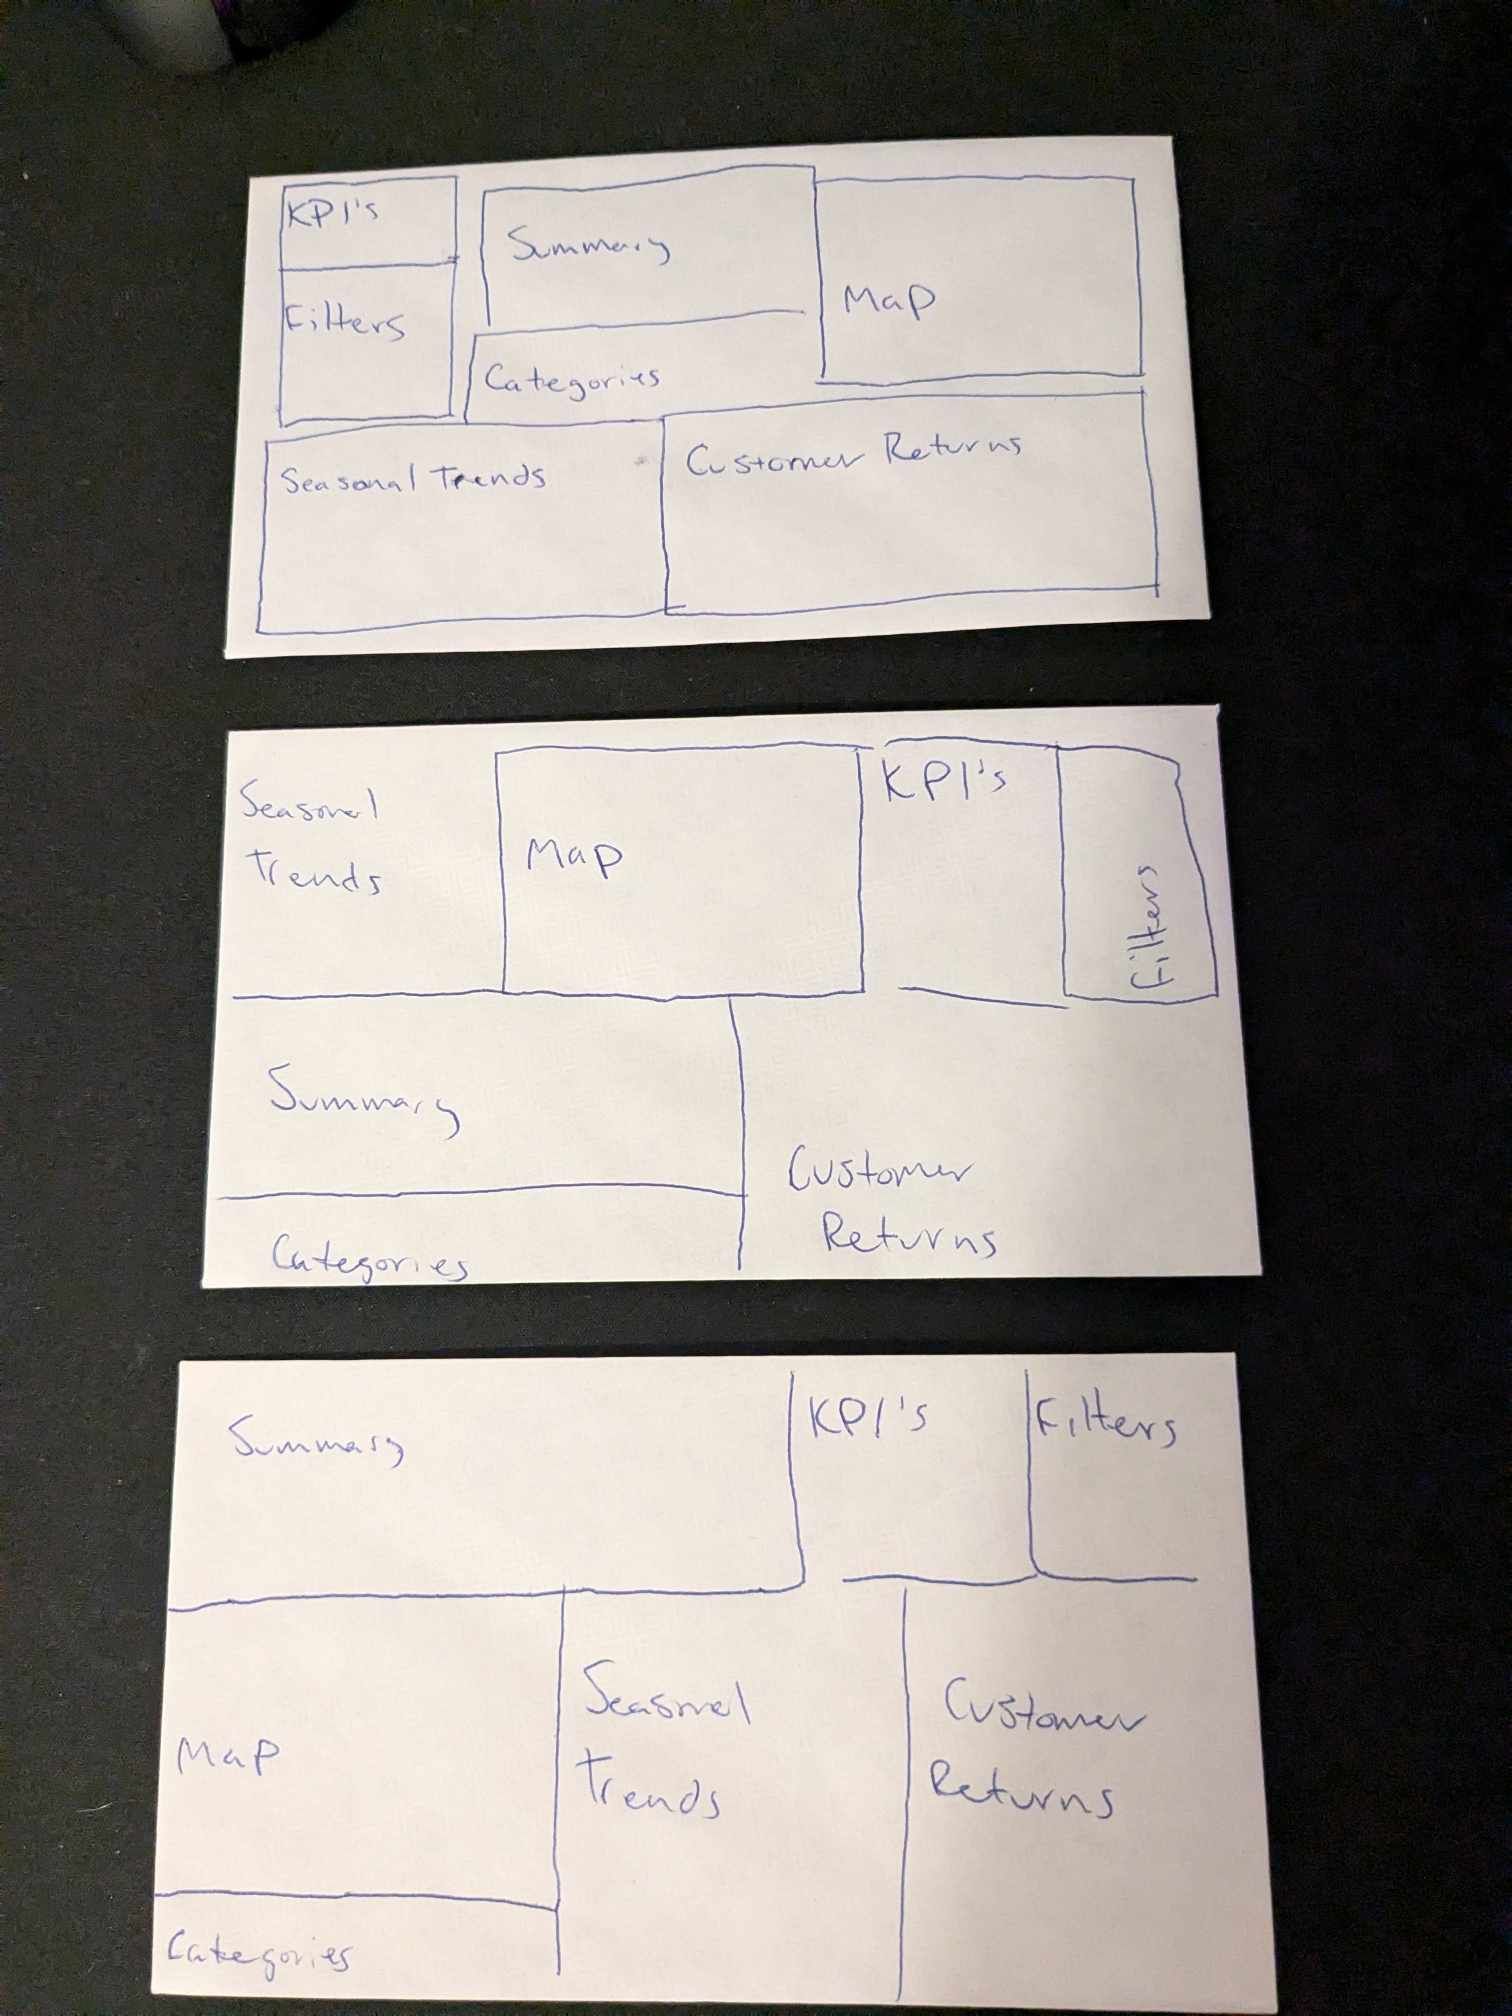 KPI's
Summary
Map
Filters
Categories
Seasonal Trends
Customer Returns
Seasonal
Trends
Map
KPI's
Filters
Summary
Categories
Customer
Returns
Summary
KPI's
Filters
Map
Seasonal
Trends
Customer
Returns
Categories